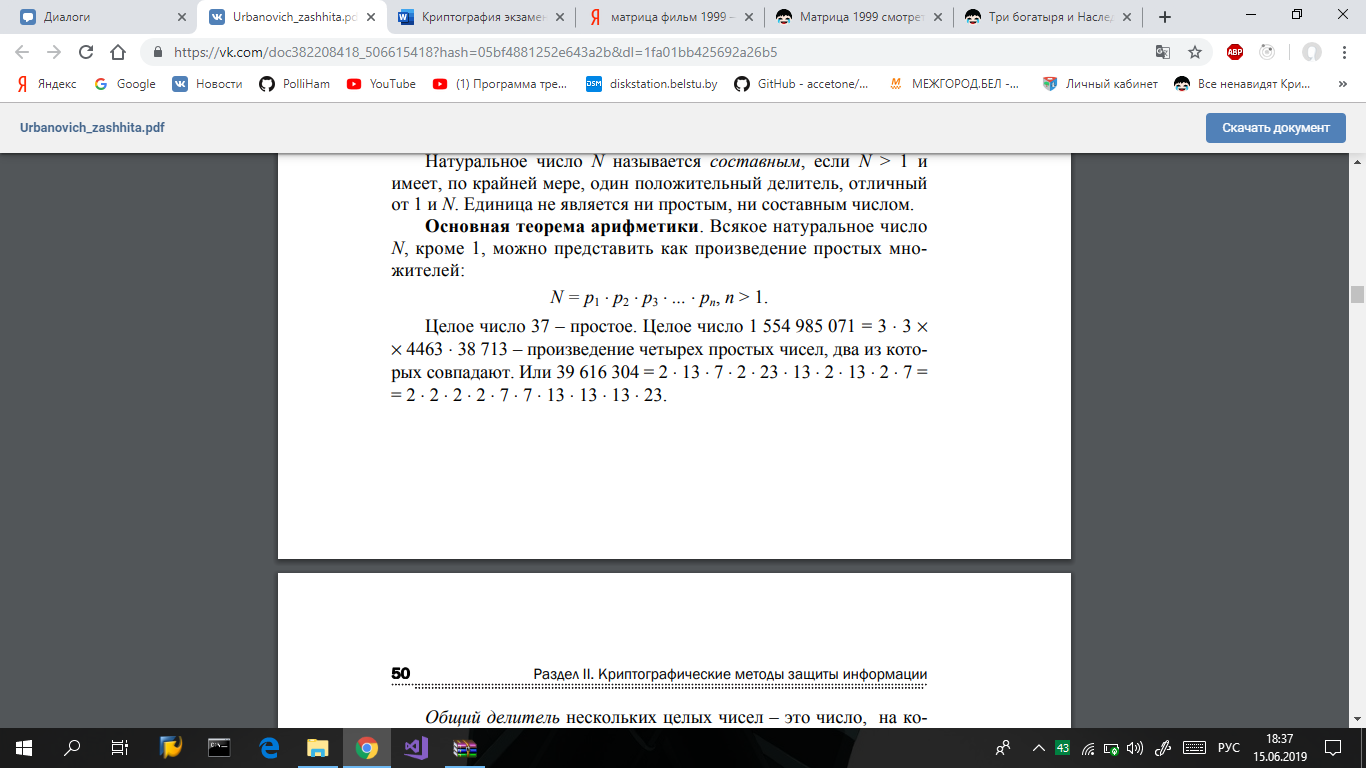 Диалоги
Urbanovich_zashhita.pd
Криптография экзамен
матрица фильм 1999 –
Матрица 1999 смотрет
Три богатыря и Наслед
https://vk.com/doc382208418_506615418?hash=05bf4881252e643a2b&dl=1fa01bb425692a26b5
ABP
Яндекс Google Новости PolliHam YouTube (1) Программа тре... DSM diskstation.belstu.by GitHub - accetone/... МЕЖГОРОД.БЕЛ -... Личный кабинет Все ненавидят Кри... »
Urbanovich_zashhita.pdf
Скачать документ
Натуральное число N называется составным, если N > 1 и
имеет, по крайней мере, один положительный делитель, отличный
от 1 и N. Единица не является ни простым, ни составным числом.
Основная теорема арифметики. Всякое натуральное число
N, кроме 1, можно представить как произведение простых мно-
жителей:
N = p₁ · p₂ · p₃ · ... · pₙ, n > 1.
Целое число 37 – простое. Целое число 1 554 985 071 = 3 · 3 ×
× 4463 · 38 713 – произведение четырех простых чисел, два из кото-
рых совпадают. Или 39 616 304 = 2 · 13 · 7 · 2 · 23 · 13 · 2 · 13 · 2 · 7 =
= 2 · 2 · 2 · 2 · 7 · 7 · 13 · 13 · 13 · 23.
50 Раздел II. Криптографические методы защиты информации
Общий делитель нескольких целых чисел – это число, на ко-
43
РУС
18:37
15.06.2019